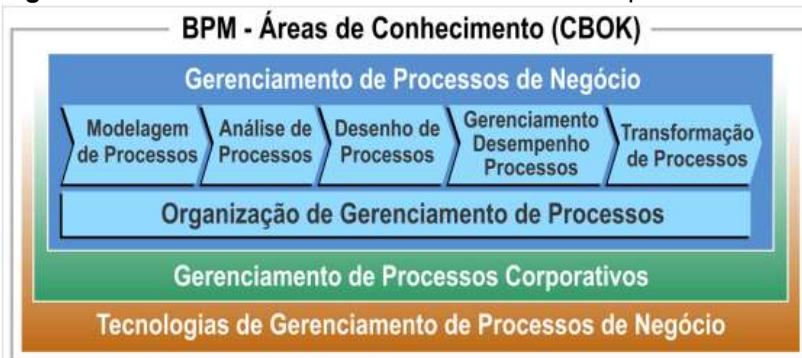 BPM - Áreas de Conhecimento (CBOK)
Gerenciamento de Processos de Negócio
Modelagem
de Processos
Análise de
Processos
Desenho de
Processos
Gerenciamento
Desempenho
Processos
Transformação
de Processos
Organização de Gerenciamento de Processos
Gerenciamento de Processos Corporativos
Tecnologias de Gerenciamento de Processos de Negócio